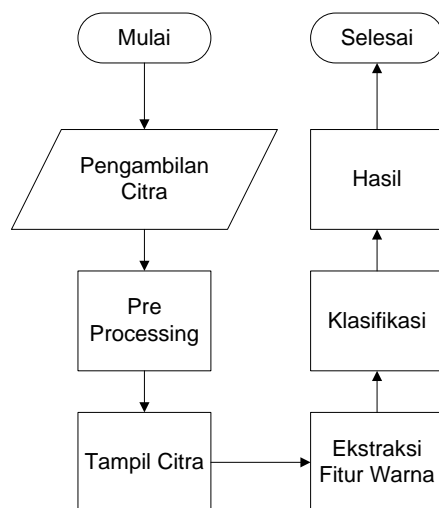 Mulai
Pengambilan
Citra
Pre
Processing
Tampil Citra
Ekstraksi
Fitur Warna
Klasifikasi
Hasil
Selesai